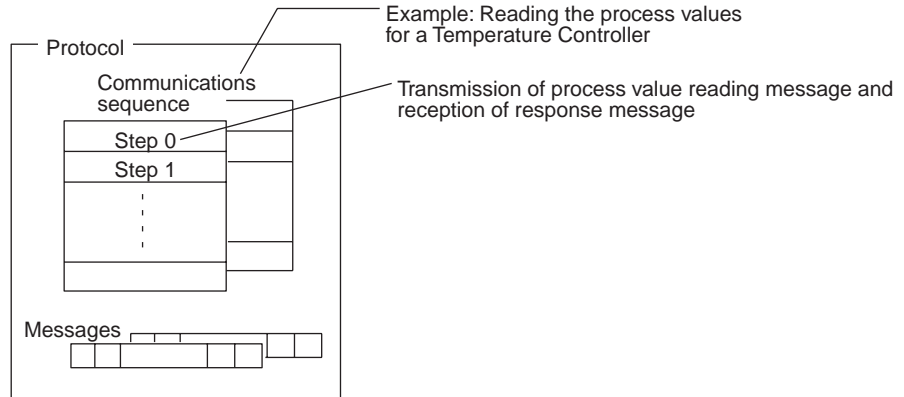 Example: Reading the process values
for a Temperature Controller
Protocol
Communications
sequence
Transmission of process value reading message and
reception of response message
Step 0
Step 1
Messages